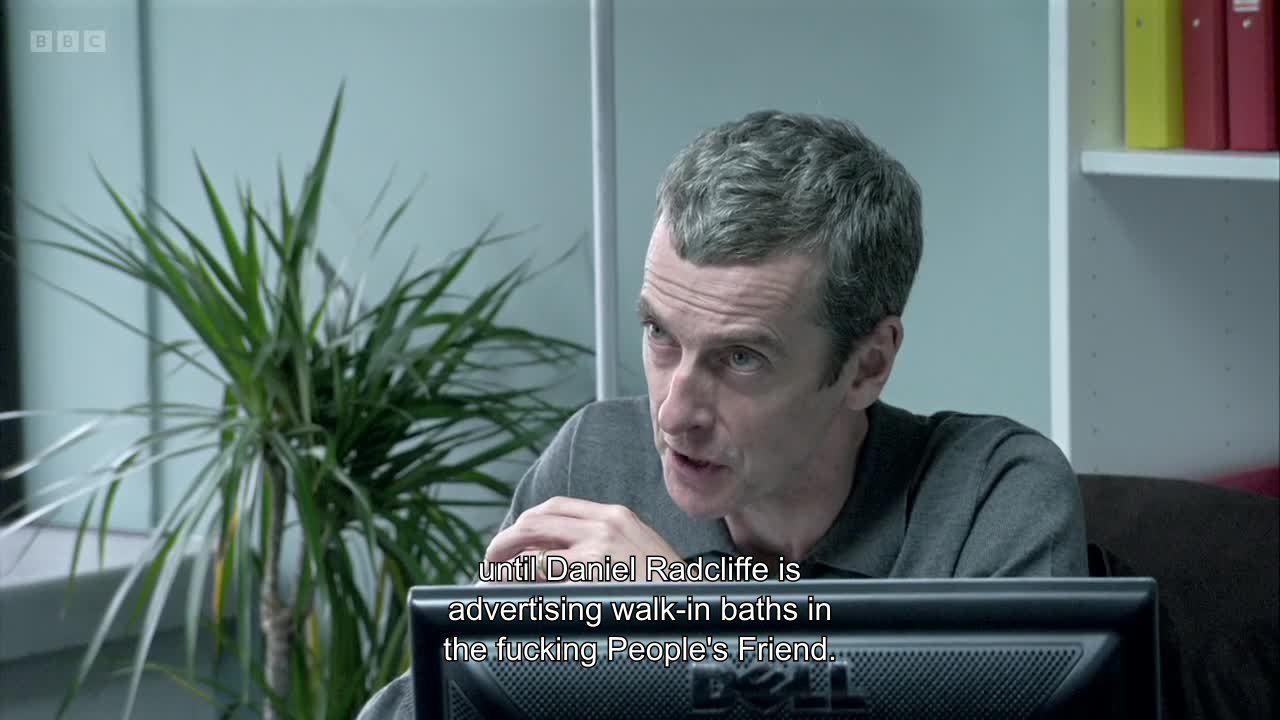 BBC
until Daniel Radcliffe is
advertising walk-in baths in
the fucking People's Friend.
DELL